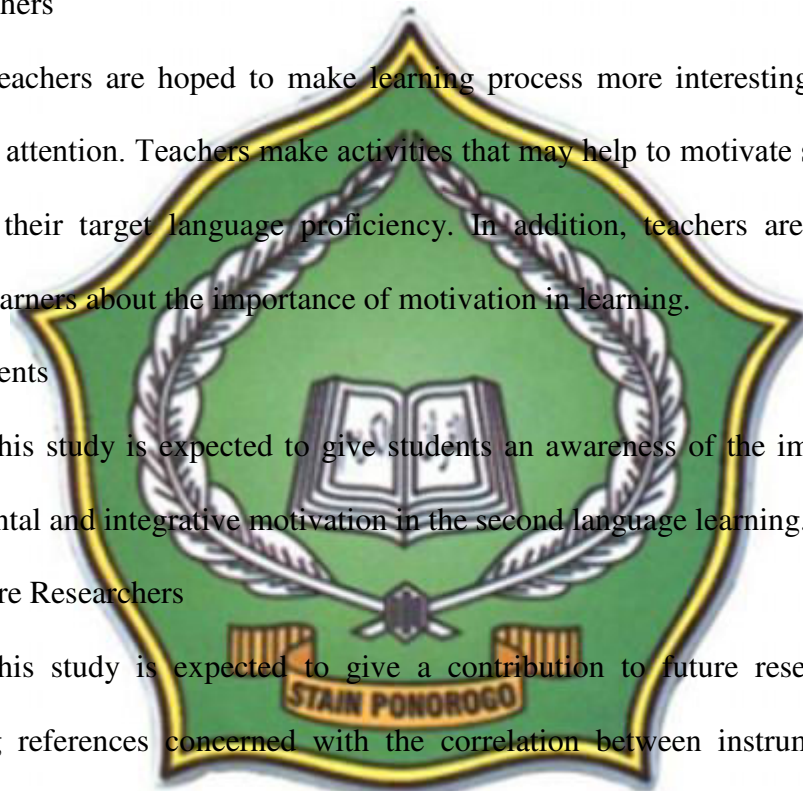 hers
eachers are hoped to make learning process more interesting
attention. Teachers make activities that may help to motivate s
their target language proficiency. In addition, teachers are
arners about the importance of motivation in learning.
ents
his study is expected to give students an awareness of the im
ntal and integrative motivation in the second language learning.
re Researchers
his study is expected to give a contribution to future rese
STAIN PONOROGO
g references concerned with the correlation between instrum